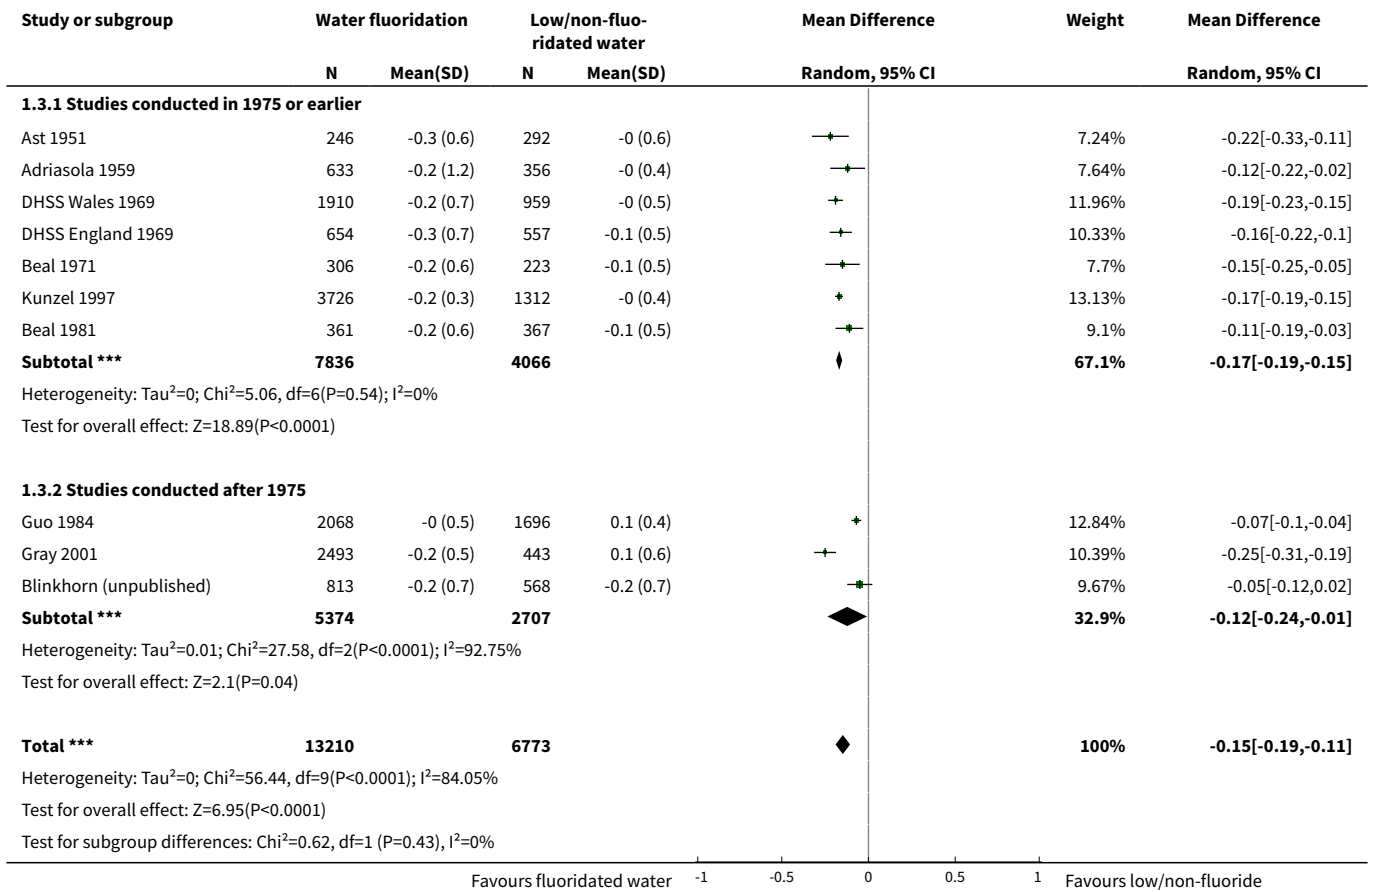 Study or subgroup Water fluoridation Low/non-fluo- Mean Difference Weight Mean Difference
ridated water
N Mean(SD) N Mean(SD) Random, 95% CI Random, 95% CI
1.3.1 Studies conducted in 1975 or earlier
Ast 1951 246 -0.3 (0.6) 292 -0 (0.6) 7.24% -0.22[-0.33,-0.11]
Adriasola 1959 633 -0.2 (1.2) 356 -0 (0.4) 7.64% -0.12[-0.22,-0.02]
DHSS Wales 1969 1910 -0.2 (0.7) 959 -0 (0.5) 11.96% -0.19[-0.23,-0.15]
DHSS England 1969 654 -0.3 (0.7) 557 -0.1 (0.5) 10.33% -0.16[-0.22,-0.1]
Beal 1971 306 -0.2 (0.6) 223 -0.1 (0.5) 7.7% -0.15[-0.25,-0.05]
Kunzel 1997 3726 -0.2 (0.3) 1312 -0 (0.4) 13.13% -0.17[-0.19,-0.15]
Beal 1981 361 -0.2 (0.6) 367 -0.1 (0.5) 9.1% -0.11[-0.19,-0.03]
Subtotal *** 7836 4066 67.1% -0.17[-0.19,-0.15]
Heterogeneity: Tau²=0; Chi²=5.06, df=6(P=0.54); I²=0%
Test for overall effect: Z=18.89(P<0.0001)
1.3.2 Studies conducted after 1975
Guo 1984 2068 -0 (0.5) 1696 0.1 (0.4) 12.84% -0.07[-0.1,-0.04]
Gray 2001 2493 -0.2 (0.5) 443 0.1 (0.6) 10.39% -0.25[-0.31,-0.19]
Blinkhorn (unpublished) 813 -0.2 (0.7) 568 -0.2 (0.7) 9.67% -0.05[-0.12,0.02]
Subtotal *** 5374 2707 32.9% -0.12[-0.24,-0.01]
Heterogeneity: Tau²=0.01; Chi²=27.58, df=2(P<0.0001); I²=92.75%
Test for overall effect: Z=2.1(P=0.04)
Total *** 13210 6773 100% -0.15[-0.19,-0.11]
Heterogeneity: Tau²=0; Chi²=56.44, df=9(P<0.0001); I²=84.05%
Test for overall effect: Z=6.95(P<0.0001)
Test for subgroup differences: Chi²=0.62, df=1 (P=0.43), I²=0%
Favours fluoridated water -1 -0.5 0 0.5 1 Favours low/non-fluoride